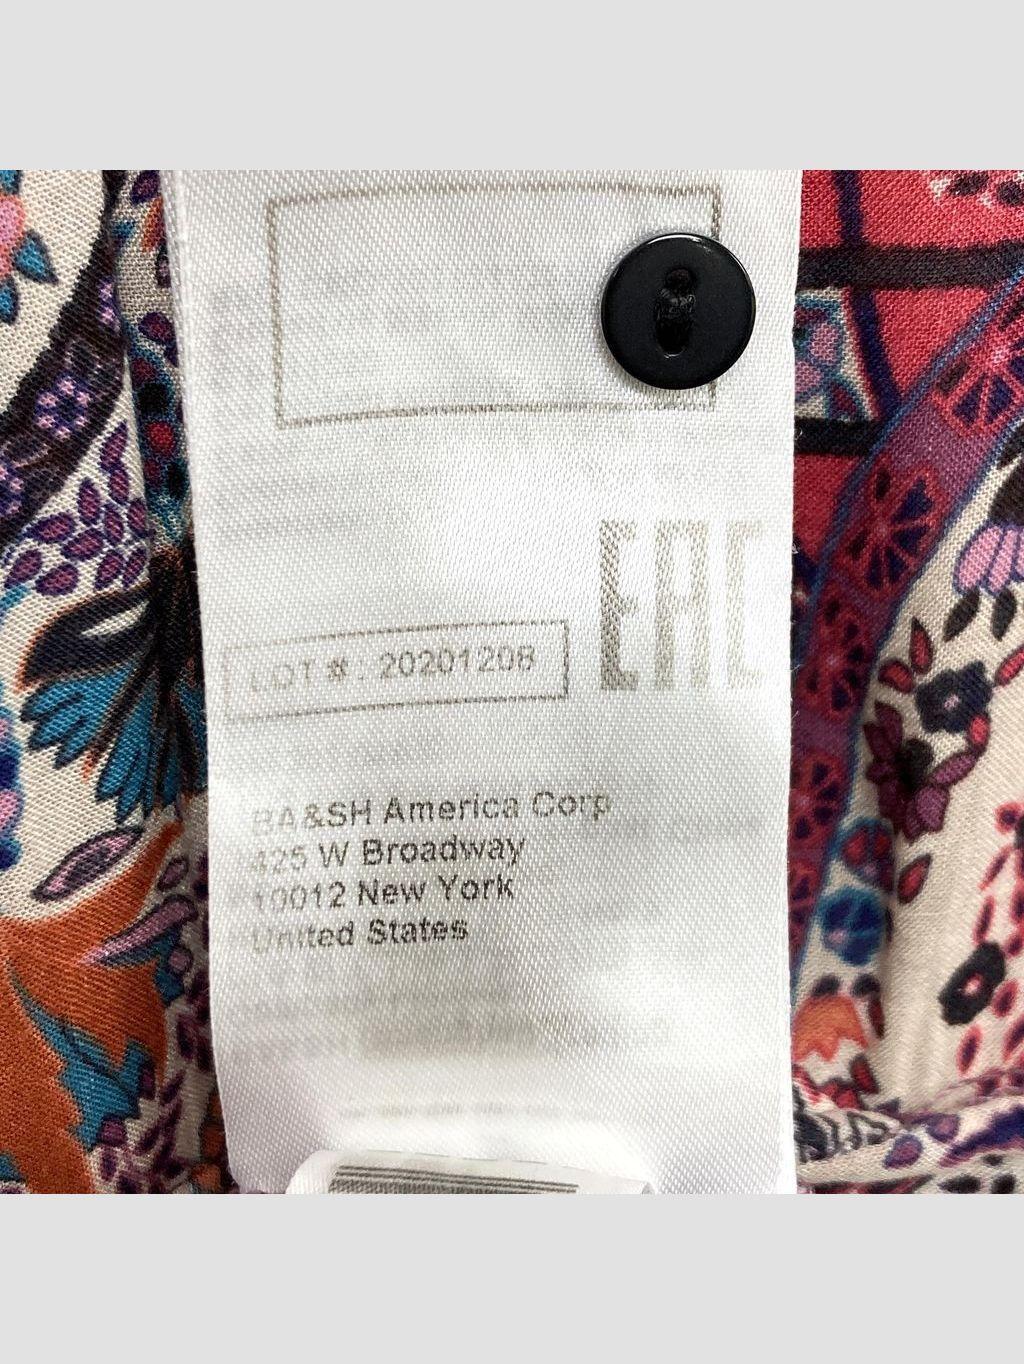 EAC
LOT #: 20201208
BA&SH America Corp
425 W Broadway
10012 New York
United States